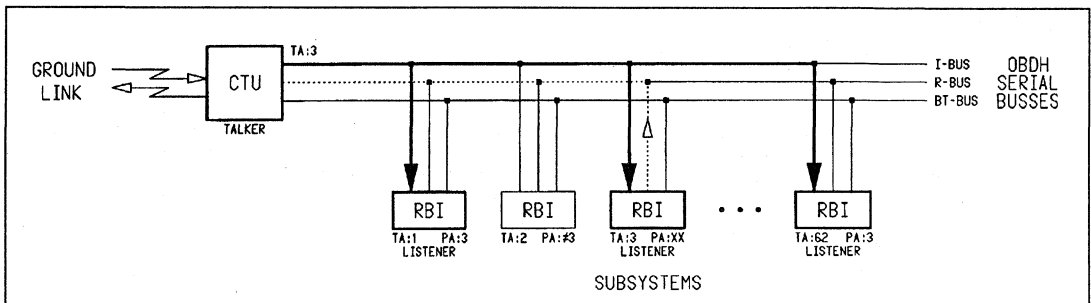 TA:3
GROUND
LINK
CTU
TALKER
I-BUS
R-BUS
BT-BUS
OBDH
SERIAL
BUSSES
RBI
RBI
RBI
• • •
RBI
TA:1 PA:3
LISTENER
TA:2 PA:≠3
TA:3 PA:XX
LISTENER
TA:62 PA:3
LISTENER
SUBSYSTEMS